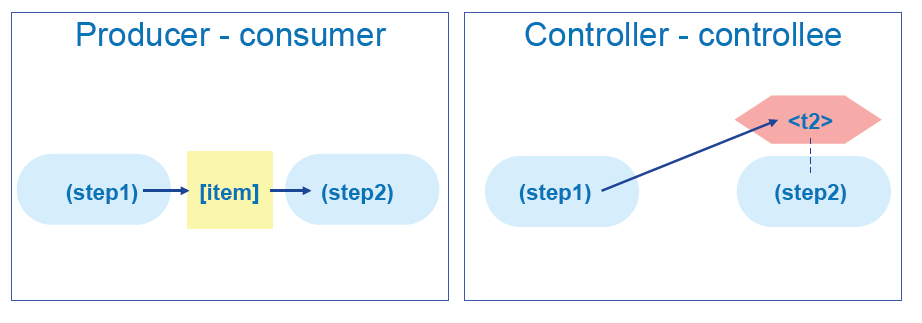 Producer - consumer
(step1)
[item]
(step2)
Controller - controllee
<t2>
(step1)
(step2)